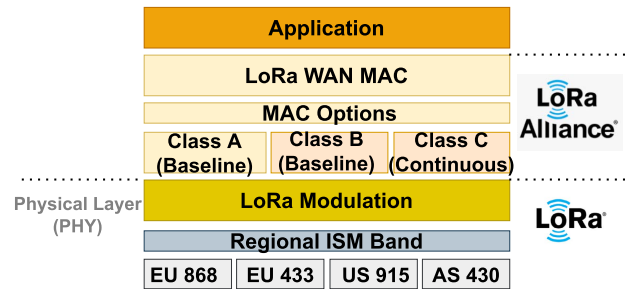 Application
LoRa WAN MAC
MAC Options
Class A
(Baseline)
Class B
(Baseline)
Class C
(Continuous)
LoRa
Alliance®
Physical Layer
(PHY)
LoRa Modulation
LoRa®
Regional ISM Band
EU 868
EU 433
US 915
AS 430